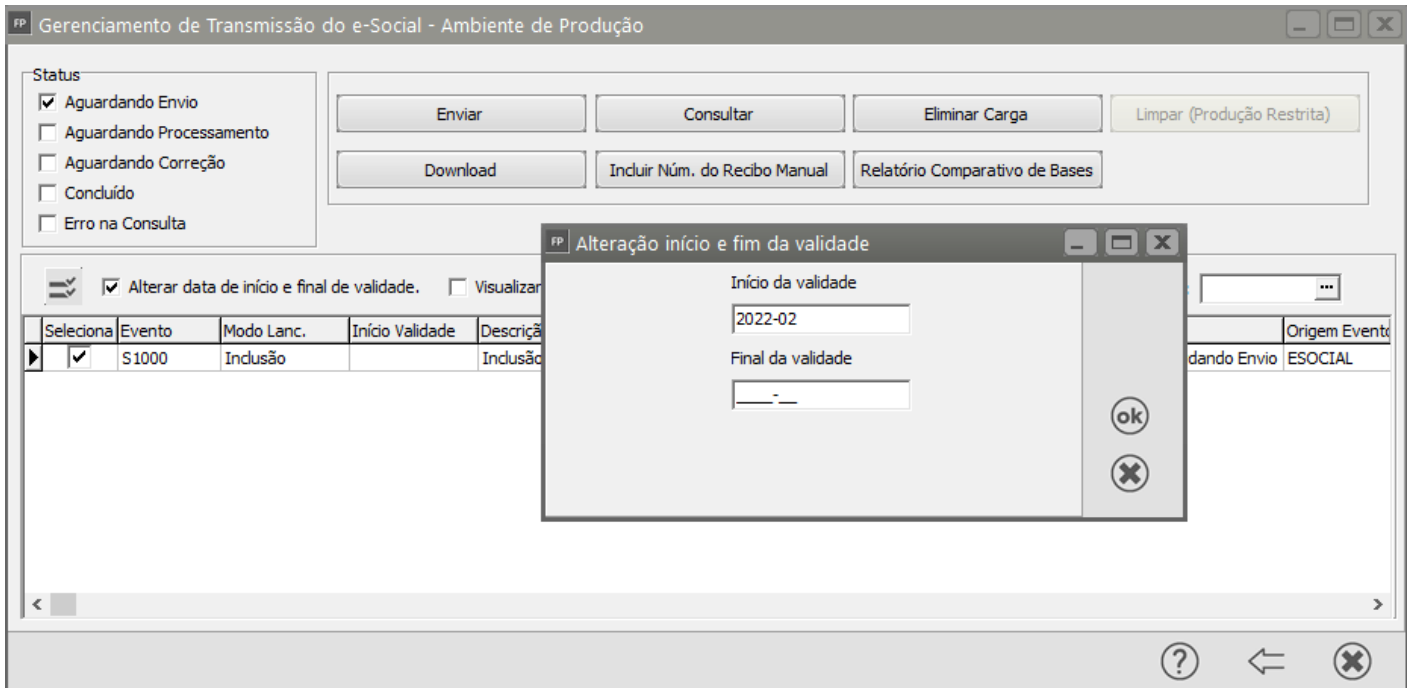 FP Gerenciamento de Transmissão do e-Social - Ambiente de Produção
Status
Aguardando Envio
Aguardando Processamento
Aguardando Correção
Concluído
Erro na Consulta
Enviar Consultar Eliminar Carga Limpar (Produção Restrita)
Download Incluir Núm. do Recibo Manual Relatório Comparativo de Bases
FP Alteração início e fim da validade
Início da validade
2022-02
Final da validade
____-__
ok
Alterar data de início e final de validade. Visualizar ...
Seleciona Evento Modo Lanc. Início Validade Descriçã Origem Evento
S1000 Inclusão Inclusão dando Envio ESOCIAL
?